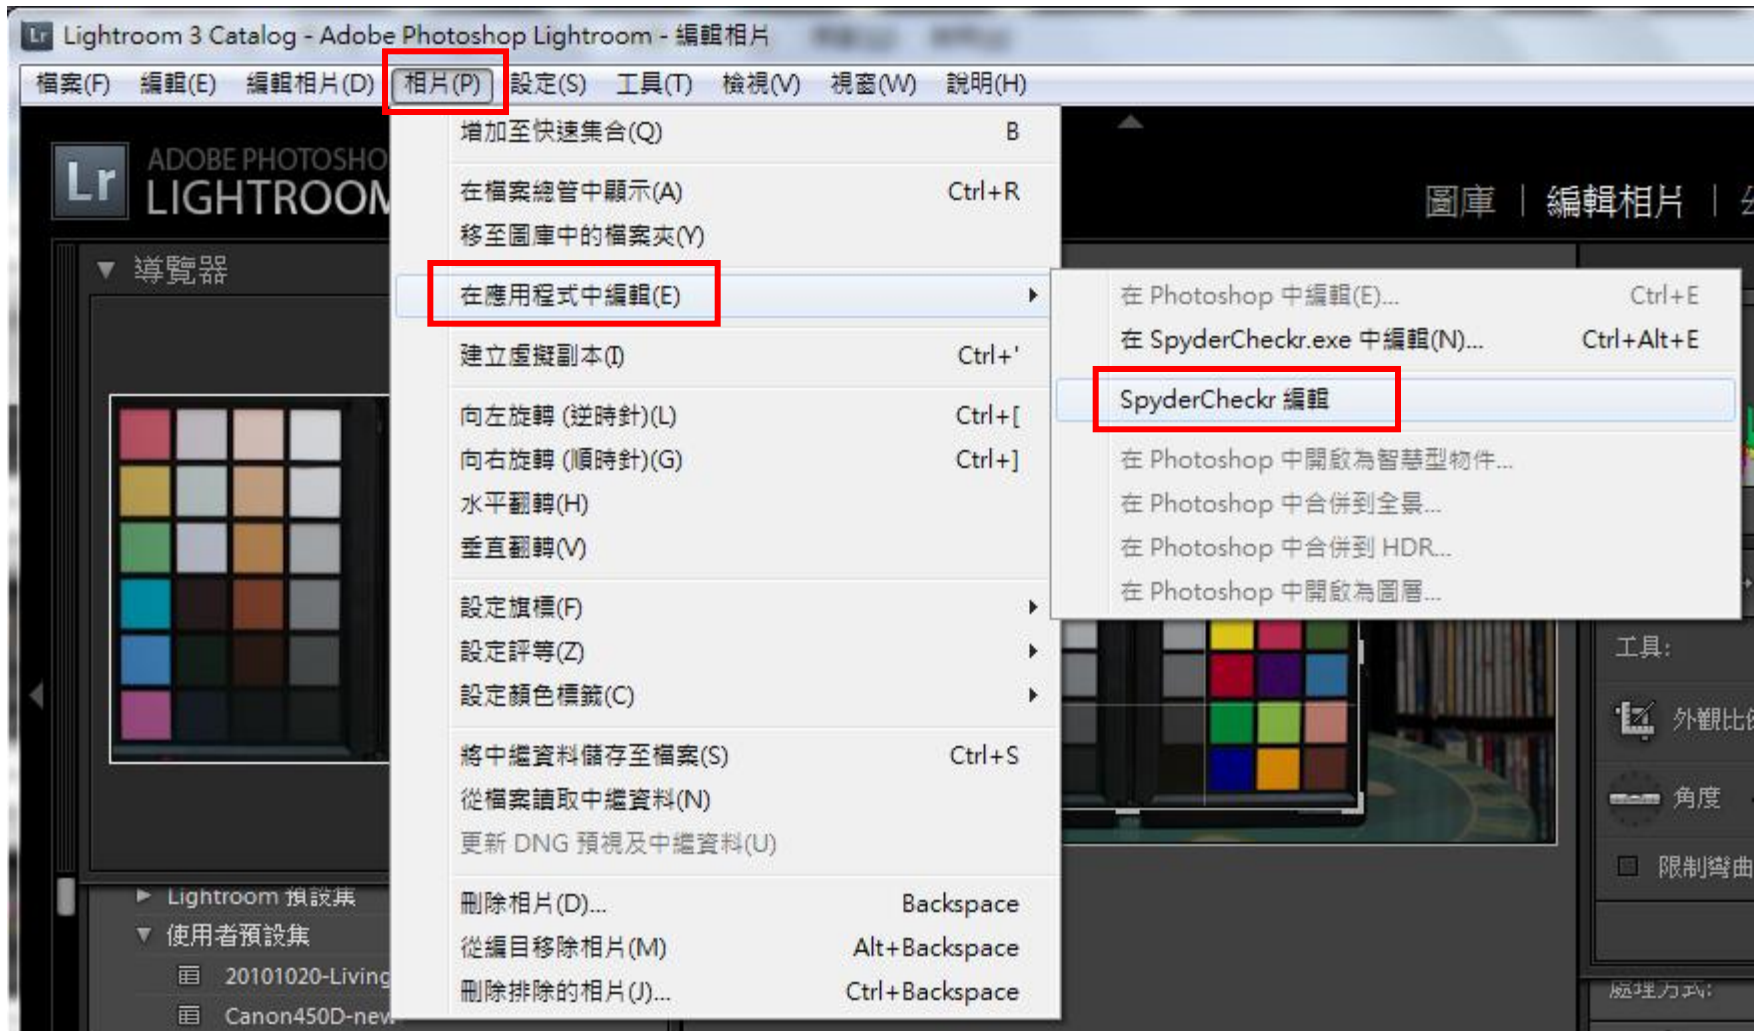 Lr Lightroom 3 Catalog - Adobe Photoshop Lightroom - 編輯相片
檔案(F) 編輯(E) 編輯相片(D) 相片(P) 設定(S) 工具(T) 檢視(V) 視窗(W) 說明(H)
Lr ADOBE PHOTOSHO
LIGHTROOM
圖庫 | 編輯相片 |
導覽器
增加至快速集合(Q) B
在檔案總管中顯示(A) Ctrl+R
移至圖庫中的檔案夾(Y)
在應用程式中編輯(E)
建立虛擬副本(I) Ctrl+'
向左旋轉 (逆時針)(L) Ctrl+[
向右旋轉 (順時針)(G) Ctrl+]
水平翻轉(H)
垂直翻轉(V)
設定旗標(F)
設定評等(Z)
設定顏色標籤(C)
將中繼資料儲存至檔案(S) Ctrl+S
從檔案讀取中繼資料(N)
更新 DNG 預視及中繼資料(U)
刪除相片(D)... Backspace
從編目移除相片(M) Alt+Backspace
刪除排除的相片(J)... Ctrl+Backspace
在 Photoshop 中編輯(E)... Ctrl+E
在 SpyderCheckr.exe 中編輯(N)... Ctrl+Alt+E
SpyderCheckr 編輯
在 Photoshop 中開啟為智慧型物件...
在 Photoshop 中合併到全景...
在 Photoshop 中合併到 HDR...
在 Photoshop 中開啟為圖層...
工具:
外觀比
角度
限制彎曲
處理方式:
Lightroom 預設集
使用者預設集
20101020-Living
Canon450D-new